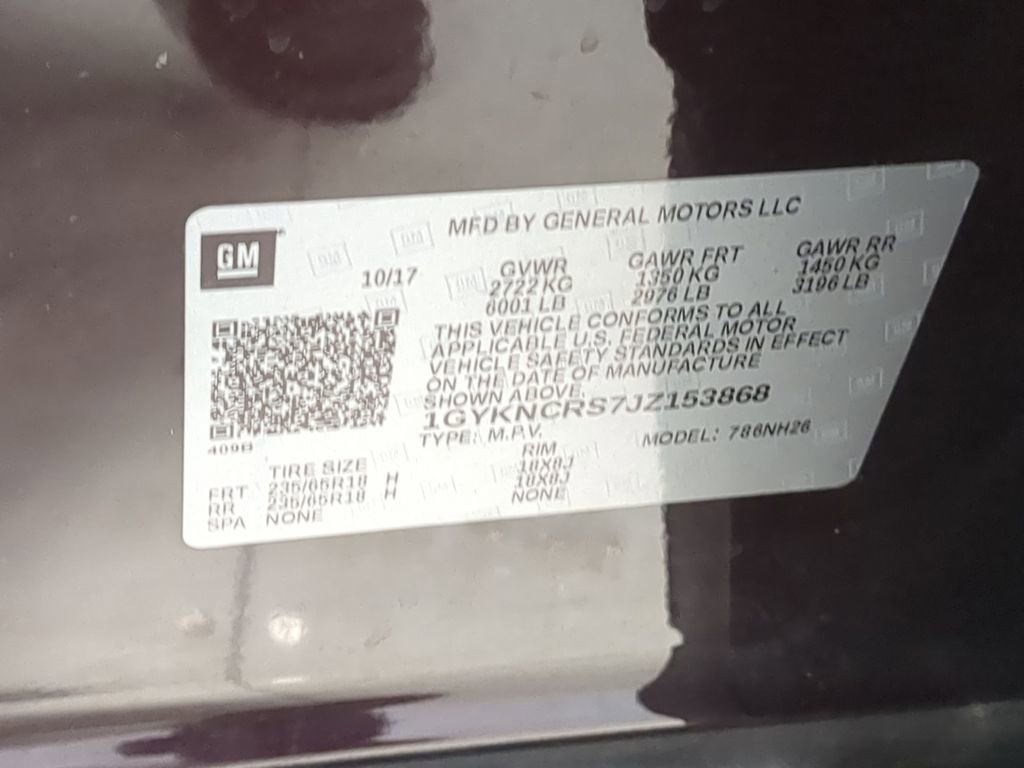 MFD BY GENERAL MOTORS LLC
GM
10/17
GVWR GAWR FRT GAWR RR
2722 KG 1350 KG 1450 KG
6001 LB 2976 LB 3196 LB
THIS VEHICLE CONFORMS TO ALL
APPLICABLE U.S. FEDERAL MOTOR
VEHICLE SAFETY STANDARDS IN EFFECT
ON THE DATE OF MANUFACTURE
SHOWN ABOVE.
1GYKNCRS7JZ153868
TYPE: M.P.V. MODEL: 786NH26
409B
TIRE SIZE RIM
FRT 235/65R18 H 18X8J
RR 235/65R18 H 18X8J
SPA NONE NONE